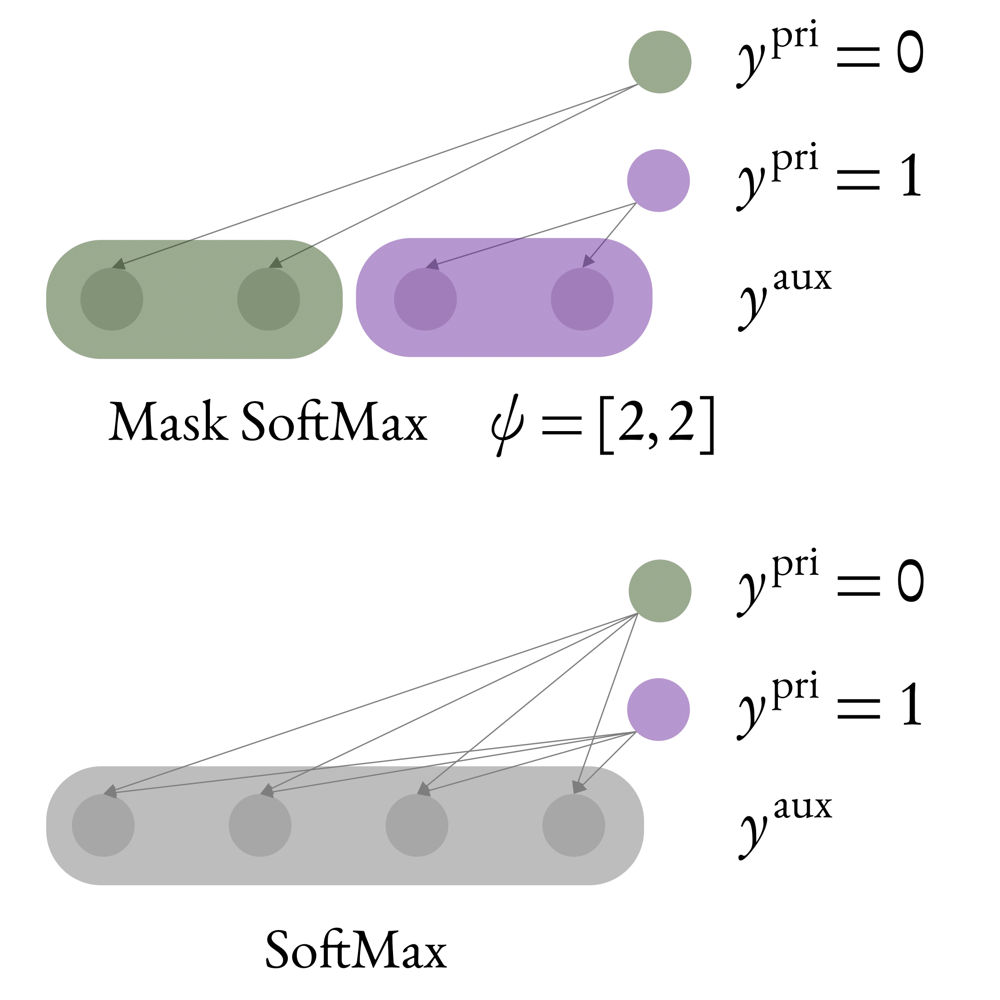 y^pri = 0
y^pri = 1
y^aux
Mask SoftMax ψ = [2,2]
y^pri = 0
y^pri = 1
y^aux
SoftMax